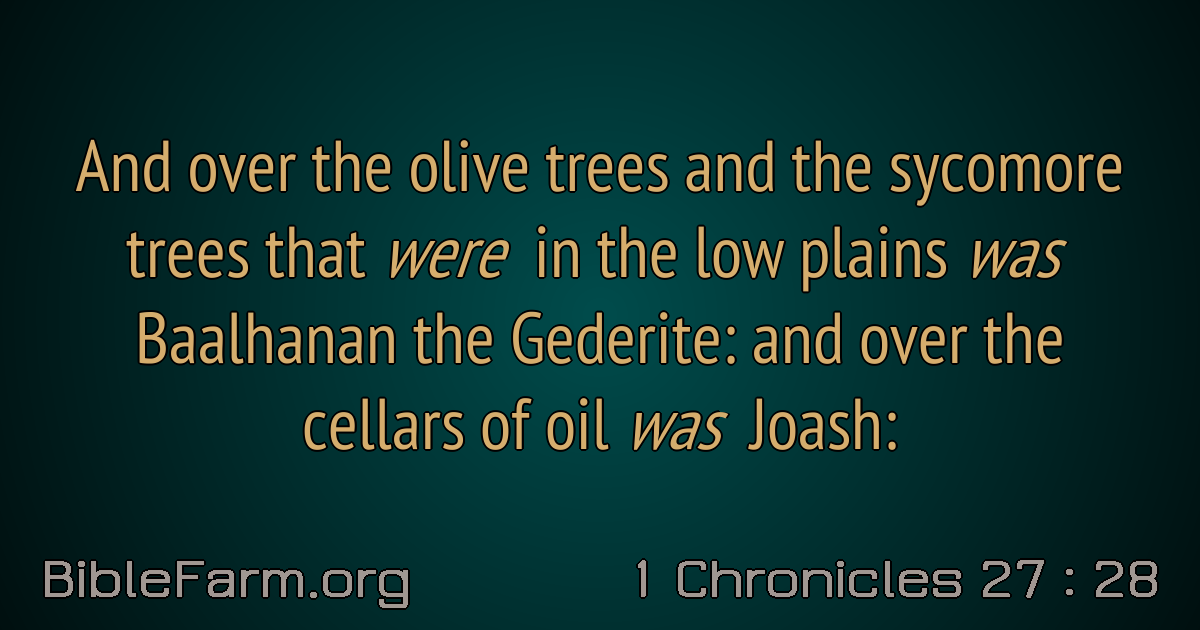 And over the olive trees and the sycomore
trees that were in the low plains was
Baalhanan the Gederite: and over the
cellars of oil was Joash:
BibleFarm.org
1 Chronicles 27 : 28